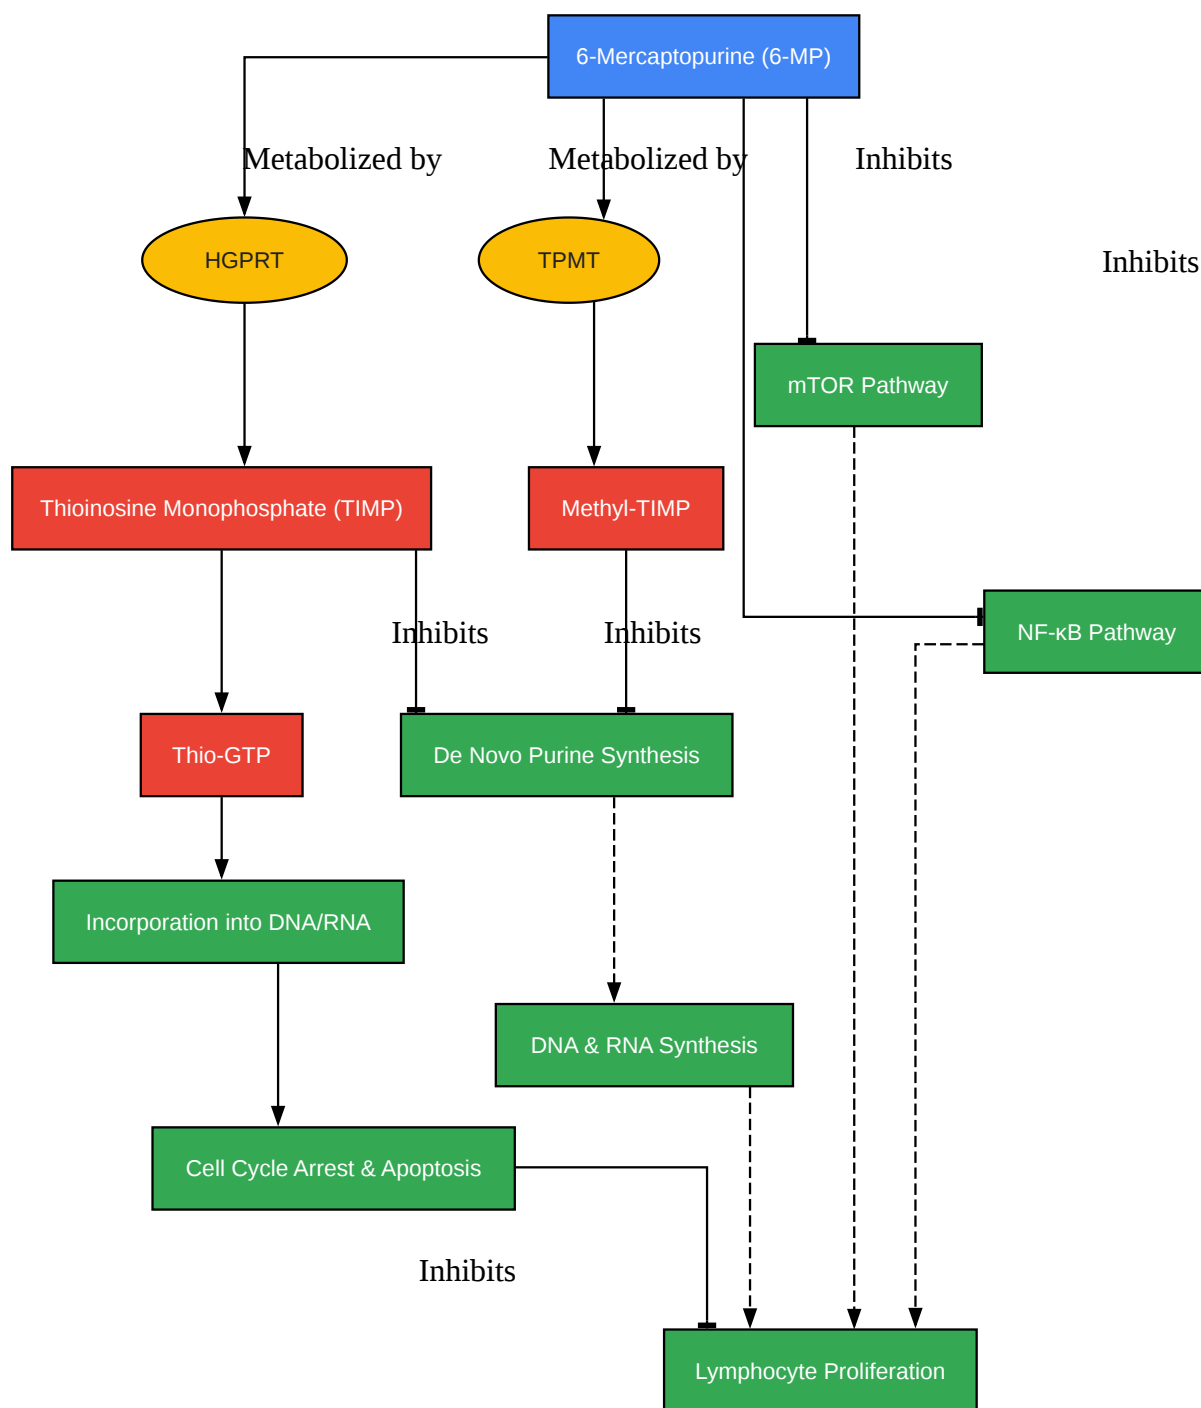 6-Mercaptopurine (6-MP)
Metabolized by
Metabolized by
Inhibits
HGPRT
TPMT
Inhibits
mTOR Pathway
Thioinosine Monophosphate (TIMP)
Methyl-TIMP
Inhibits
Inhibits
NF-κB Pathway
Thio-GTP
De Novo Purine Synthesis
Incorporation into DNA/RNA
DNA & RNA Synthesis
Cell Cycle Arrest & Apoptosis
Inhibits
Lymphocyte Proliferation